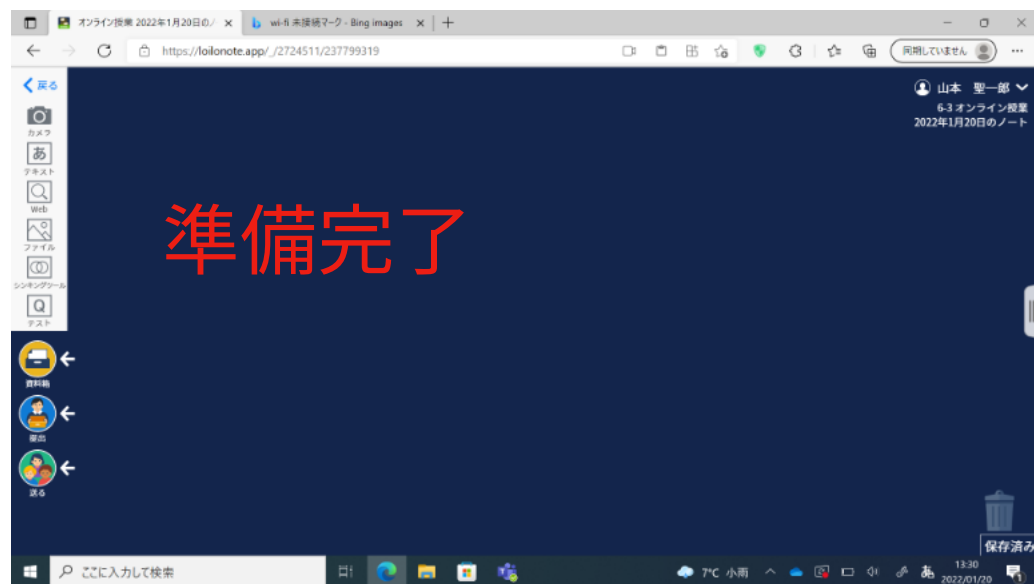 オンライン授業 2022年1月20日の
wi-fi 未接続マーク - Bing images
https://loilonote.app/_/2724511/237799319
同期していません
戻る
山本 聖一郎
6-3 オンライン授業
2022年1月20日のノート
カメラ
あ
テキスト
Web
ファイル
シンキングツール
Q
テスト
準備完了
資料箱
提出
送る
保存済み
ここに入力して検索
7°C 小雨
あ
13:30
2022/01/20